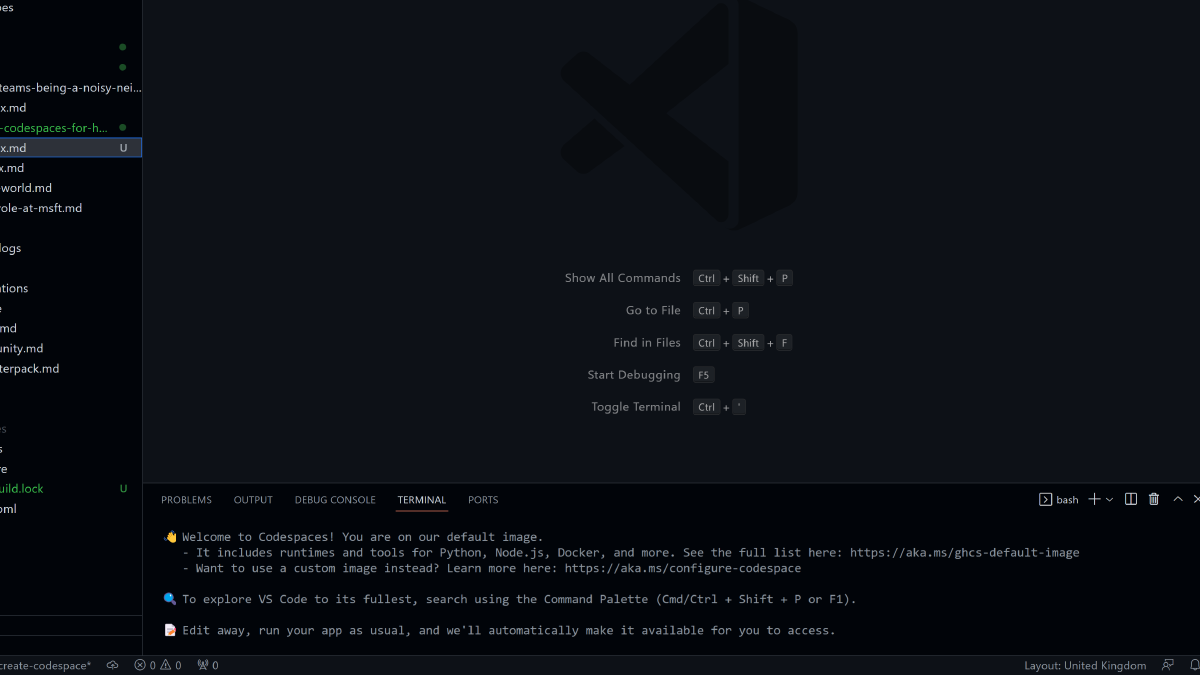 pes
teams-being-a-noisy-nei...
x.md
-codespaces-for-h...
x.md U
x.md
-world.md
role-at-msft.md
logs
ations
e
md
unity.md
terpack.md
es
s
re
uild.lock U
oml
Show All Commands Ctrl + Shift + P
Go to File Ctrl + P
Find in Files Ctrl + Shift + F
Start Debugging F5
Toggle Terminal Ctrl + '
PROBLEMS OUTPUT DEBUG CONSOLE TERMINAL PORTS bash
👋 Welcome to Codespaces! You are on our default image.
- It includes runtimes and tools for Python, Node.js, Docker, and more. See the full list here: https://aka.ms/ghcs-default-image
- Want to use a custom image instead? Learn more here: https://aka.ms/configure-codespace
🔍 To explore VS Code to its fullest, search using the Command Palette (Cmd/Ctrl + Shift + P or F1).
📝 Edit away, run your app as usual, and we'll automatically make it available for you to access.
create-codespace* 0 0 0 Layout: United Kingdom